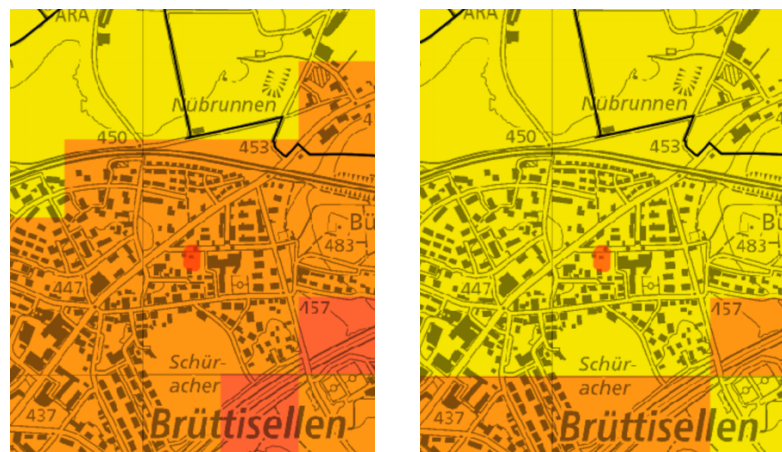 ARA
Nübrunnen
450
453
Bü
483
447
457
Schür-
acher
437
Brüttisellen
ARA
Nübrunnen
450
453
Bü
483
447
457
Schür-
acher
437
Brüttisellen